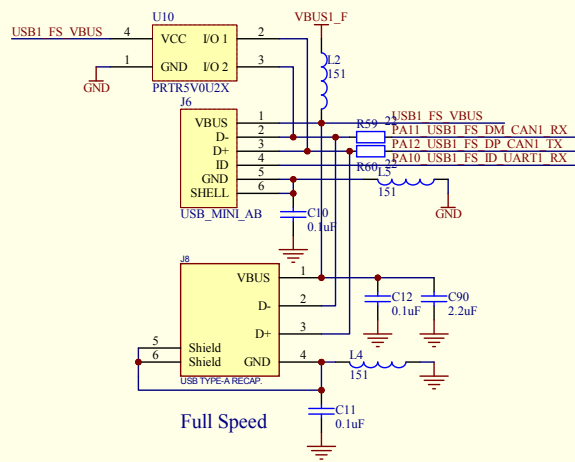 U10
VBUS1_F
USB1_FS_VBUS
4
VCC
I/O 1
2
1
GND
I/O 2
3
GND
PRTR5V0U2X
L2
151
J6
VBUS
1
USB1_FS_VBUS
D-
2
R59
22
PA11_USB1_FS_DM_CAN1_RX
D+
3
PA12_USB1_FS_DP_CAN1_TX
ID
4
PA10_USB1_FS_ID_UART1_RX
R60
22
GND
5
L5
SHELL
6
151
USB_MINI_AB
C10
0.1uF
GND
J8
VBUS
1
D-
2
C12
0.1uF
C90
2.2uF
D+
3
5
Shield
6
Shield
GND
4
L4
151
USB TYPE-A RECAP.
C11
0.1uF
Full Speed